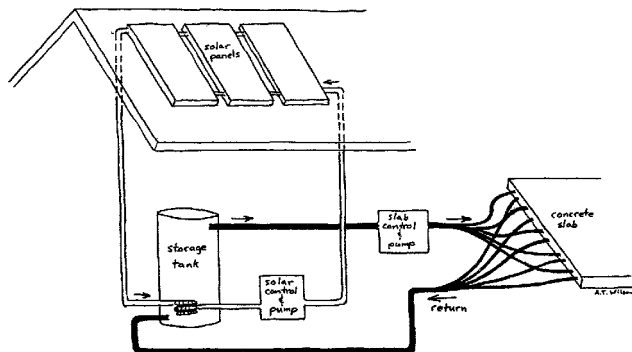 solar
panels
storage
tank
solar
control
&
pump
slab
control
&
pump
concrete
slab
return
A.T. Wilson